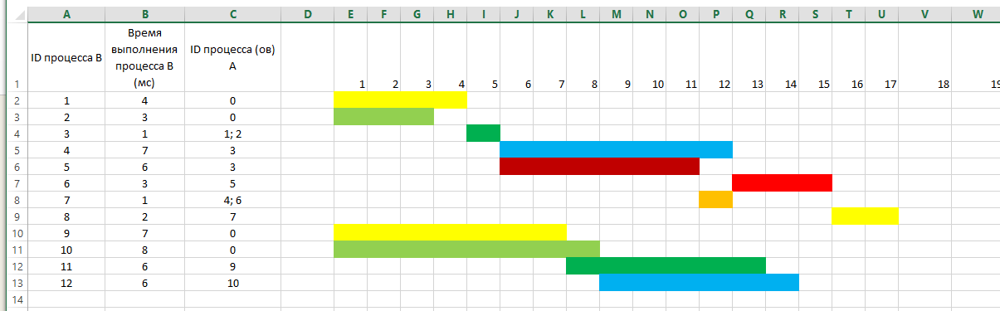 A B C D E F G H I J K L M N O P Q R S T U V W
1 ID процесса B Время выполнения процесса B (мс) ID процесса (ов) A 1 2 3 4 5 6 7 8 9 10 11 12 13 14 15 16 17 18 19
2 1 4 0
3 2 3 0
4 3 1 1; 2
5 4 7 3
6 5 6 3
7 6 3 5
8 7 1 4; 6
9 8 2 7
10 9 7 0
11 10 8 0
12 11 6 9
13 12 6 10
14